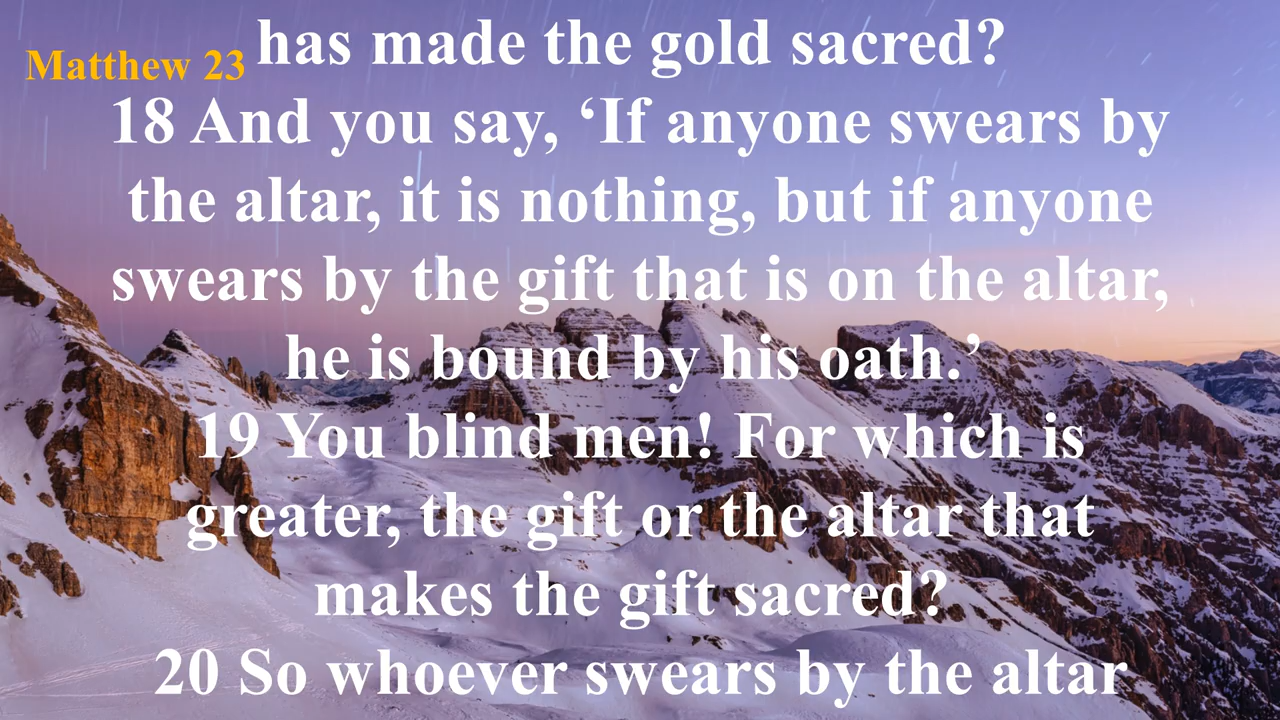 Matthew 23
has made the gold sacred?
18 And you say, ‘If anyone swears by
the altar, it is nothing, but if anyone
swears by the gift that is on the altar,
he is bound by his oath.’
19 You blind men! For which is
greater, the gift or the altar that
makes the gift sacred?
20 So whoever swears by the altar